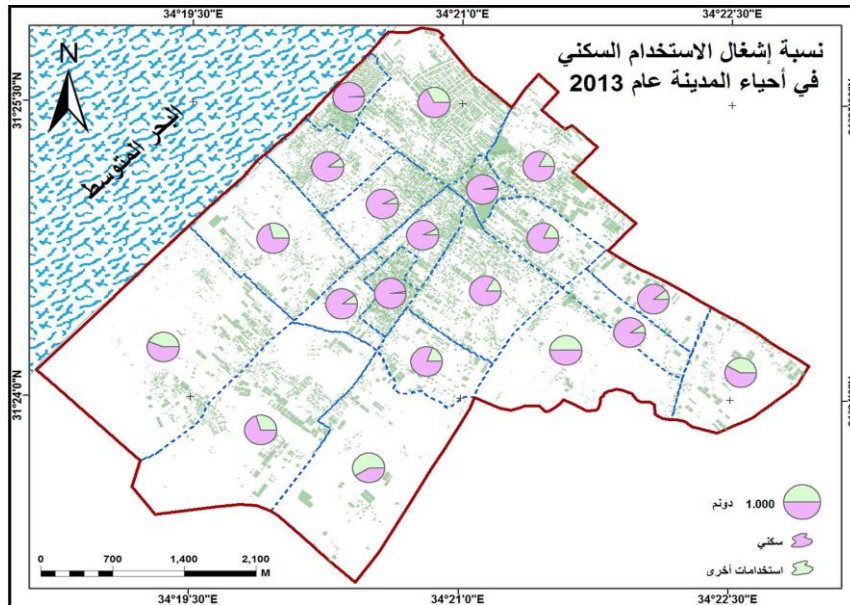 34°19'30"E 34°21'0"E 34°22'30"E
نسبة إشغال الاستخدام السكني
في أحياء المدينة عام 2013
N
البحر المتوسط
31°25'30"N
31°24'0"N
1.000 دونم
سكني
استخدامات أخرى
0 700 1,400 2,100
M
34°19'30"E 34°21'0"E 34°22'30"E